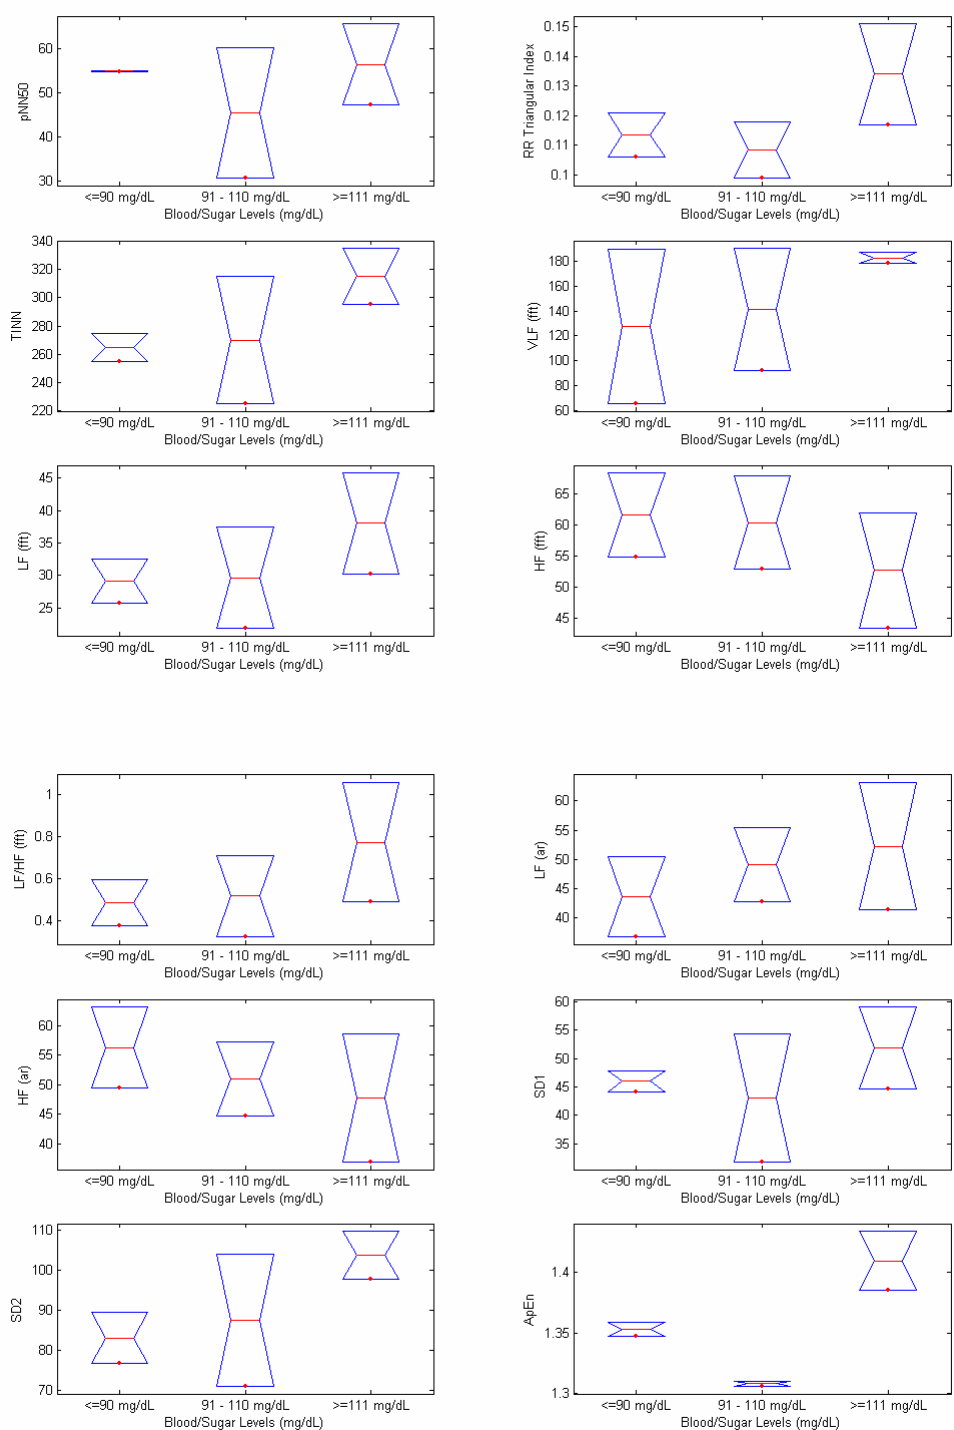 60
50
40
30
pNN50
<=90 mg/dL 91 - 110 mg/dL >=111 mg/dL
Blood/Sugar Levels (mg/dL)
0.15
0.14
0.13
0.12
0.11
0.1
RR Triangular Index
<=90 mg/dL 91 - 110 mg/dL >=111 mg/dL
Blood/Sugar Levels (mg/dL)
340
320
300
280
260
240
220
TINN
<=90 mg/dL 91 - 110 mg/dL >=111 mg/dL
Blood/Sugar Levels (mg/dL)
180
160
140
120
100
80
60
VLF (fft)
<=90 mg/dL 91 - 110 mg/dL >=111 mg/dL
Blood/Sugar Levels (mg/dL)
45
40
35
30
25
LF (fft)
<=90 mg/dL 91 - 110 mg/dL >=111 mg/dL
Blood/Sugar Levels (mg/dL)
65
60
55
50
45
HF (fft)
<=90 mg/dL 91 - 110 mg/dL >=111 mg/dL
Blood/Sugar Levels (mg/dL)
1
0.8
0.6
0.4
LF/HF (fft)
<=90 mg/dL 91 - 110 mg/dL >=111 mg/dL
Blood/Sugar Levels (mg/dL)
60
55
50
45
40
LF (ar)
<=90 mg/dL 91 - 110 mg/dL >=111 mg/dL
Blood/Sugar Levels (mg/dL)
60
55
50
45
40
HF (ar)
<=90 mg/dL 91 - 110 mg/dL >=111 mg/dL
Blood/Sugar Levels (mg/dL)
60
55
50
45
40
35
SD1
<=90 mg/dL 91 - 110 mg/dL >=111 mg/dL
Blood/Sugar Levels (mg/dL)
110
100
90
80
70
SD2
<=90 mg/dL 91 - 110 mg/dL >=111 mg/dL
Blood/Sugar Levels (mg/dL)
1.4
1.35
1.3
ApEn
<=90 mg/dL 91 - 110 mg/dL >=111 mg/dL
Blood/Sugar Levels (mg/dL)